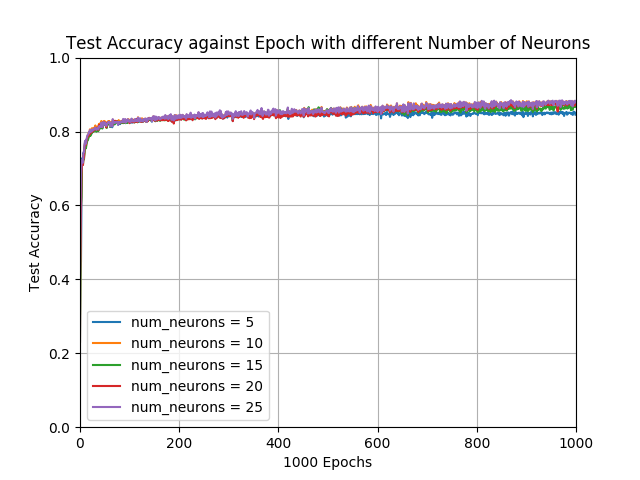 Test Accuracy against Epoch with different Number of Neurons
1.0
0.8
0.6
0.4
0.2
0.0
Test Accuracy
num_neurons = 5
num_neurons = 10
num_neurons = 15
num_neurons = 20
num_neurons = 25
0 200 400 600 800 1000
1000 Epochs